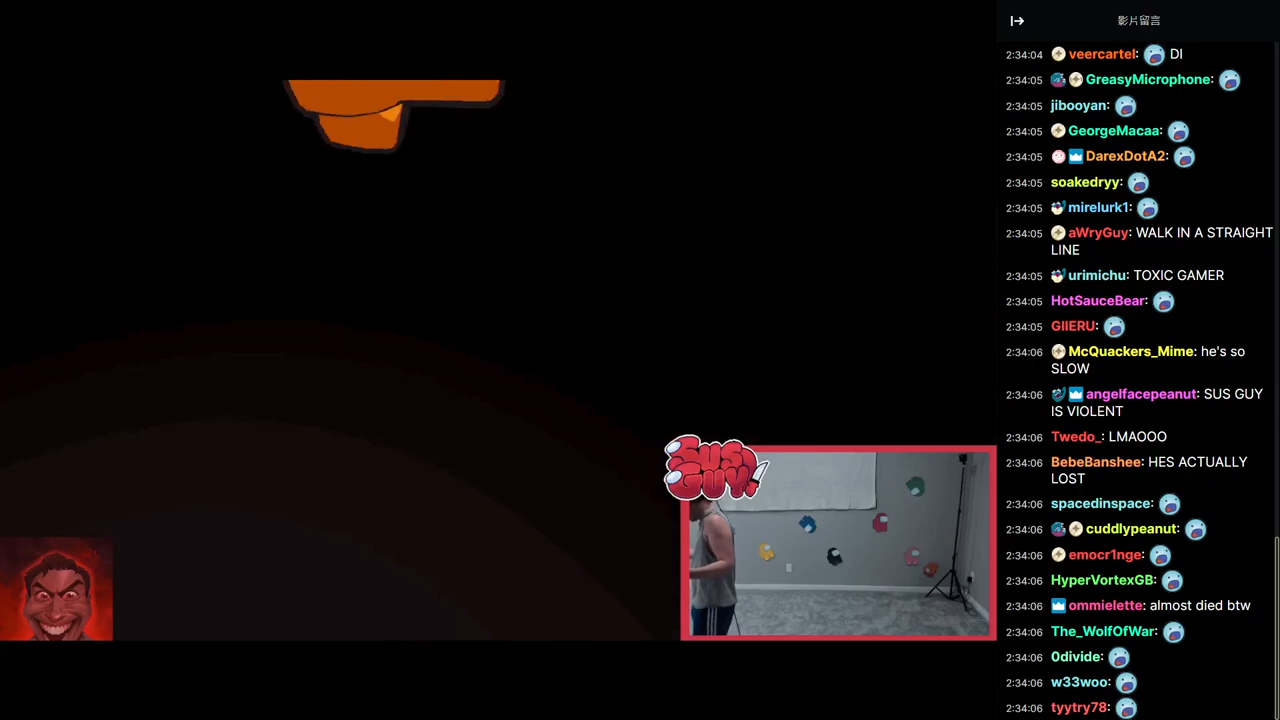 影片留言
2:34:04 veercartel: DI
2:34:05 GreasyMicrophone:
2:34:05 jibooyan:
2:34:05 GeorgeMacaa:
2:34:05 DarexDotA2:
2:34:05 soakedryy:
2:34:05 mirelurk1:
2:34:05 aWryGuy: WALK IN A STRAIGHT
LINE
2:34:05 urimichu: TOXIC GAMER
2:34:05 HotSauceBear:
2:34:05 GIIERU:
2:34:06 McQuackers_Mime: he's so
SLOW
2:34:06 angelfacepeanut: SUS GUY
IS VIOLENT
2:34:06 Twedo_: LMAOOO
2:34:06 BebeBanshee: HES ACTUALLY
LOST
2:34:06 spacedinspace:
2:34:06 cuddlypeanut:
2:34:06 emocr1nge:
2:34:06 HyperVortexGB:
2:34:06 ommielette: almost died btw
2:34:06 The_WolfOfWar:
2:34:06 0divide:
2:34:06 w33woo:
2:34:06 tyytry78:
SUS
GUY